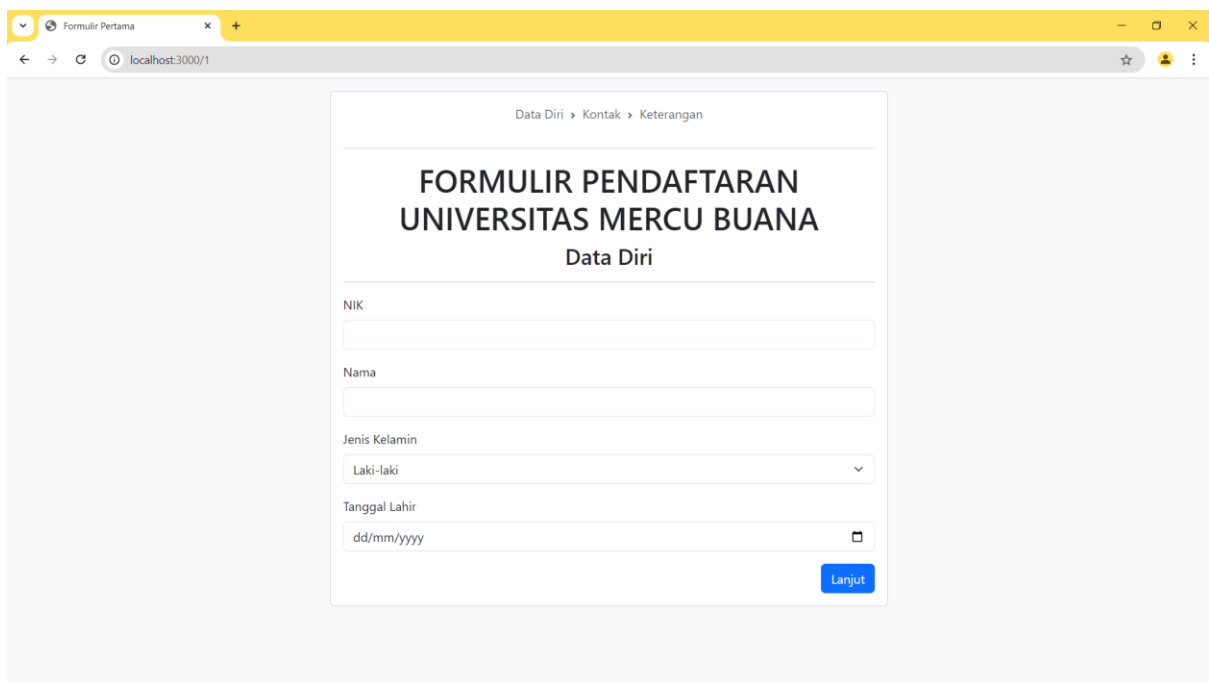 Formulir Pertama
localhost:3000/1
Data Diri › Kontak › Keterangan
FORMULIR PENDAFTARAN
UNIVERSITAS MERCU BUANA
Data Diri
NIK
Nama
Jenis Kelamin
Laki-laki
Tanggal Lahir
dd/mm/yyyy
Lanjut